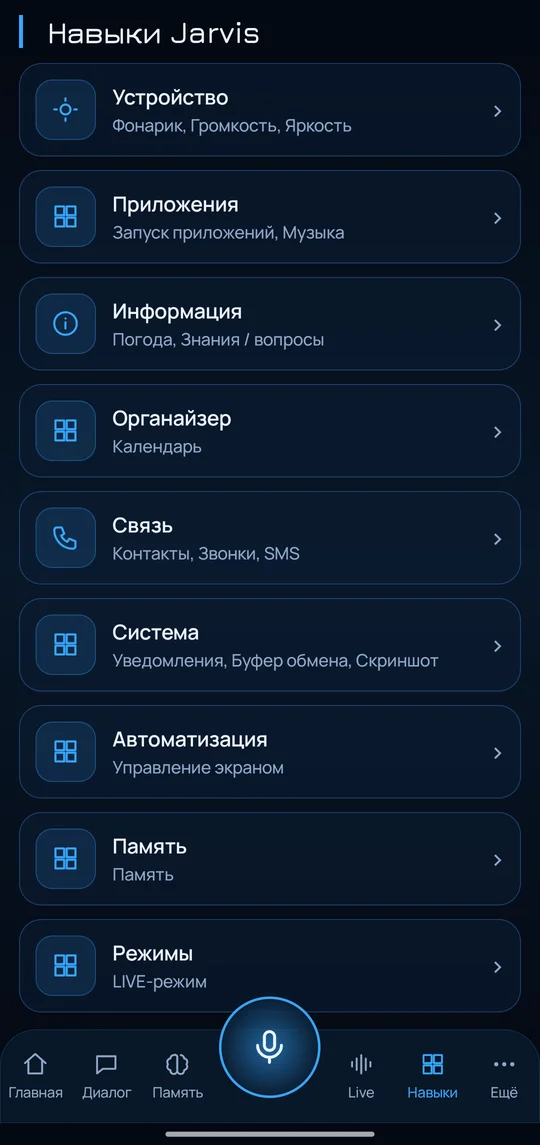 Навыки Jarvis
Устройство
Фонарик, Громкость, Яркость
Приложения
Запуск приложений, Музыка
Информация
Погода, Знания / вопросы
Органайзер
Календарь
Связь
Контакты, Звонки, SMS
Система
Уведомления, Буфер обмена, Скриншот
Автоматизация
Управление экраном
Память
Память
Режимы
LIVE-режим
Главная
Диалог
Память
Live
Навыки
Ещё